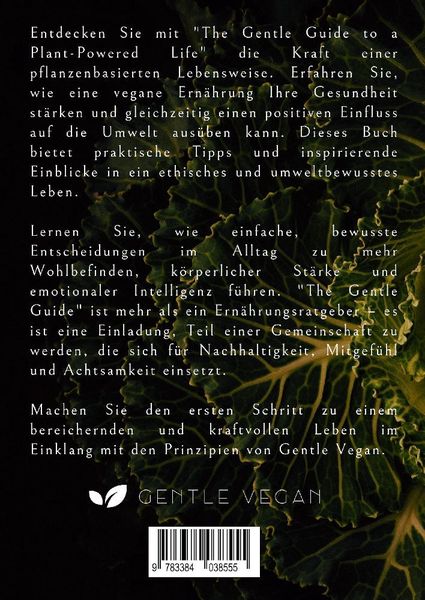 Entdecken Sie mit "The Gentle Guide to a
Plant-Powered Life" die Kraft einer
pflanzenbasierten Lebensweise. Erfahren Sie,
wie eine vegane Ernährung Ihre Gesundheit
stärken und gleichzeitig einen positiven Einfluss
auf die Umwelt ausüben kann. Dieses Buch
bietet praktische Tipps und inspirierende
Einblicke in ein ethisches und umweltbewusstes
Leben.
Lernen Sie, wie einfache, bewusste
Entscheidungen im Alltag zu mehr
Wohlbefinden, körperlicher Stärke und
emotionaler Intelligenz führen. "The Gentle
Guide" ist mehr als ein Ernährungsratgeber – es
ist eine Einladung, Teil einer Gemeinschaft zu
werden, die sich für Nachhaltigkeit, Mitgefühl
und Achtsamkeit einsetzt.
Machen Sie den ersten Schritt zu einem
bereichernden und kraftvollen Leben im
Einklang mit den Prinzipien von Gentle Vegan.
GENTLE VEGAN
9 783384 038555